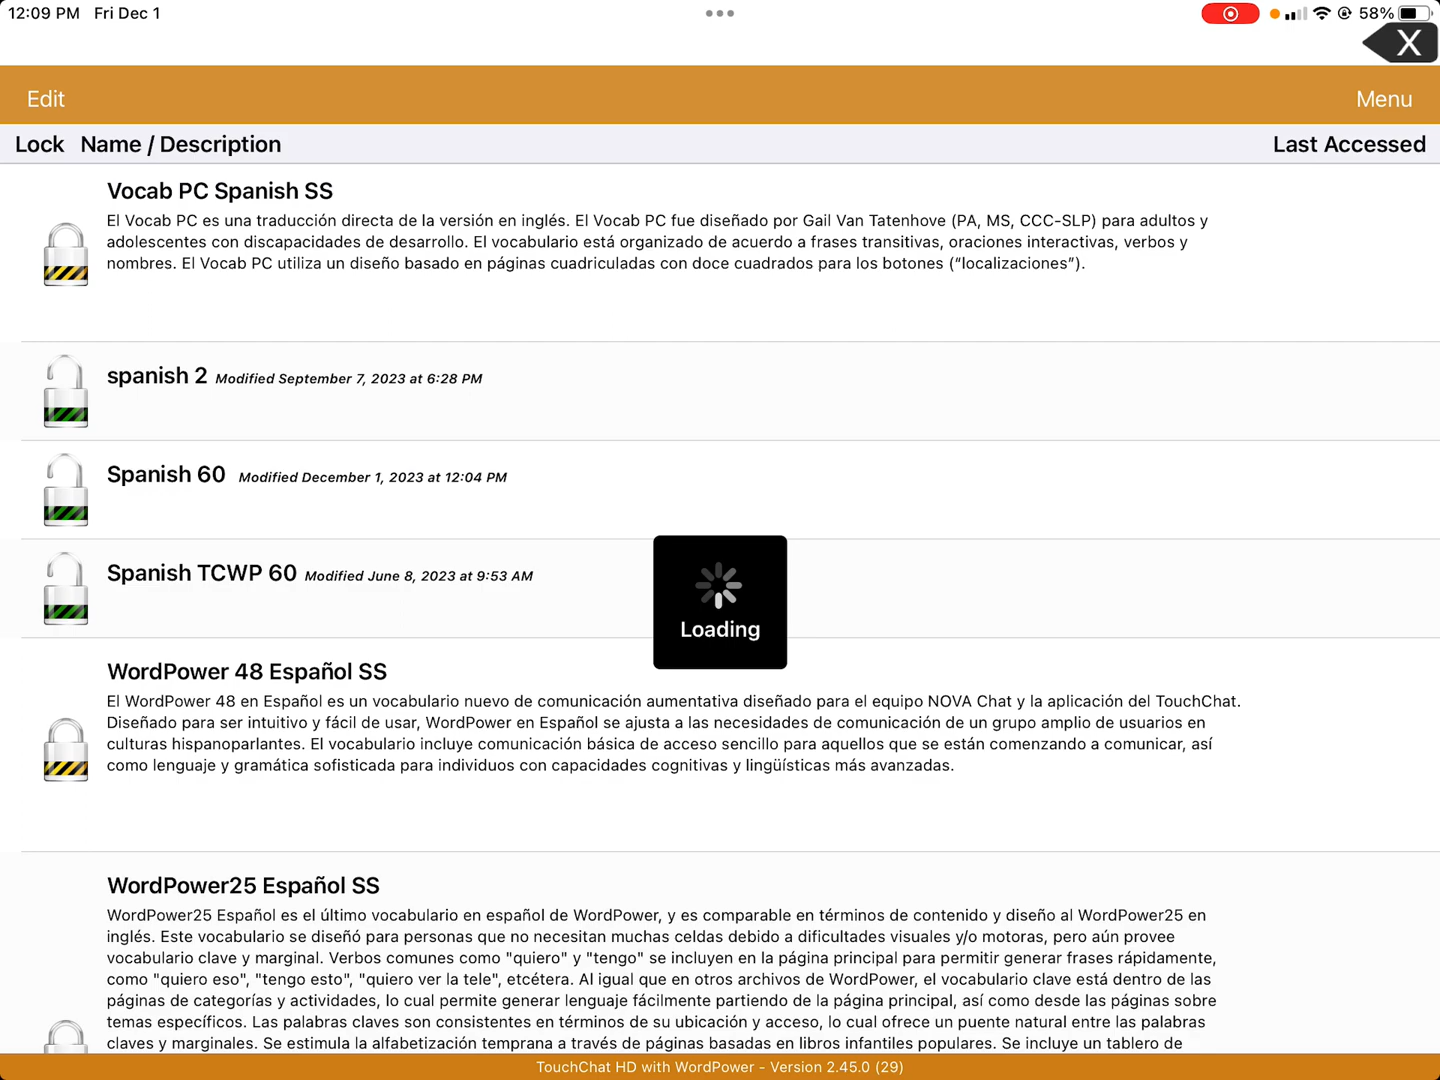 12:09 PM Fri Dec 1
58%
X
Edit
Menu
Lock Name / Description
Last Accessed
Vocab PC Spanish SS
El Vocab PC es una traducción directa de la versión en inglés. El Vocab PC fue diseñado por Gail Van Tatenhove (PA, MS, CCC-SLP) para adultos y
adolescentes con discapacidades de desarrollo. El vocabulario está organizado de acuerdo a frases transitivas, oraciones interactivas, verbos y
nombres. El Vocab PC utiliza un diseño basado en páginas cuadriculadas con doce cuadrados para los botones (“localizaciones”).
spanish 2 Modified September 7, 2023 at 6:28 PM
Spanish 60 Modified December 1, 2023 at 12:04 PM
Spanish TCWP 60 Modified June 8, 2023 at 9:53 AM
Loading
WordPower 48 Español SS
El WordPower 48 en Español es un vocabulario nuevo de comunicación aumentativa diseñado para el equipo NOVA Chat y la aplicación del TouchChat.
Diseñado para ser intuitivo y fácil de usar, WordPower en Español se ajusta a las necesidades de comunicación de un grupo amplio de usuarios en
culturas hispanoparlantes. El vocabulario incluye comunicación básica de acceso sencillo para aquellos que se están comenzando a comunicar, así
como lenguaje y gramática sofisticada para individuos con capacidades cognitivas y lingüísticas más avanzadas.
WordPower25 Español SS
WordPower25 Español es el último vocabulario en español de WordPower, y es comparable en términos de contenido y diseño al WordPower25 en
inglés. Este vocabulario se diseñó para personas que no necesitan muchas celdas debido a dificultades visuales y/o motoras, pero aún provee
vocabulario clave y marginal. Verbos comunes como "quiero" y "tengo" se incluyen en la página principal para permitir generar frases rápidamente,
como "quiero eso", "tengo esto", "quiero ver la tele", etcétera. Al igual que en otros archivos de WordPower, el vocabulario clave está dentro de las
páginas de categorías y actividades, lo cual permite generar lenguaje fácilmente partiendo de la página principal, así como desde las páginas sobre
temas específicos. Las palabras claves son consistentes en términos de su ubicación y acceso, lo cual ofrece un puente natural entre las palabras
claves y marginales. Se estimula la alfabetización temprana a través de páginas basadas en libros infantiles populares. Se incluye un tablero de
TouchChat HD with WordPower - Version 2.45.0 (29)